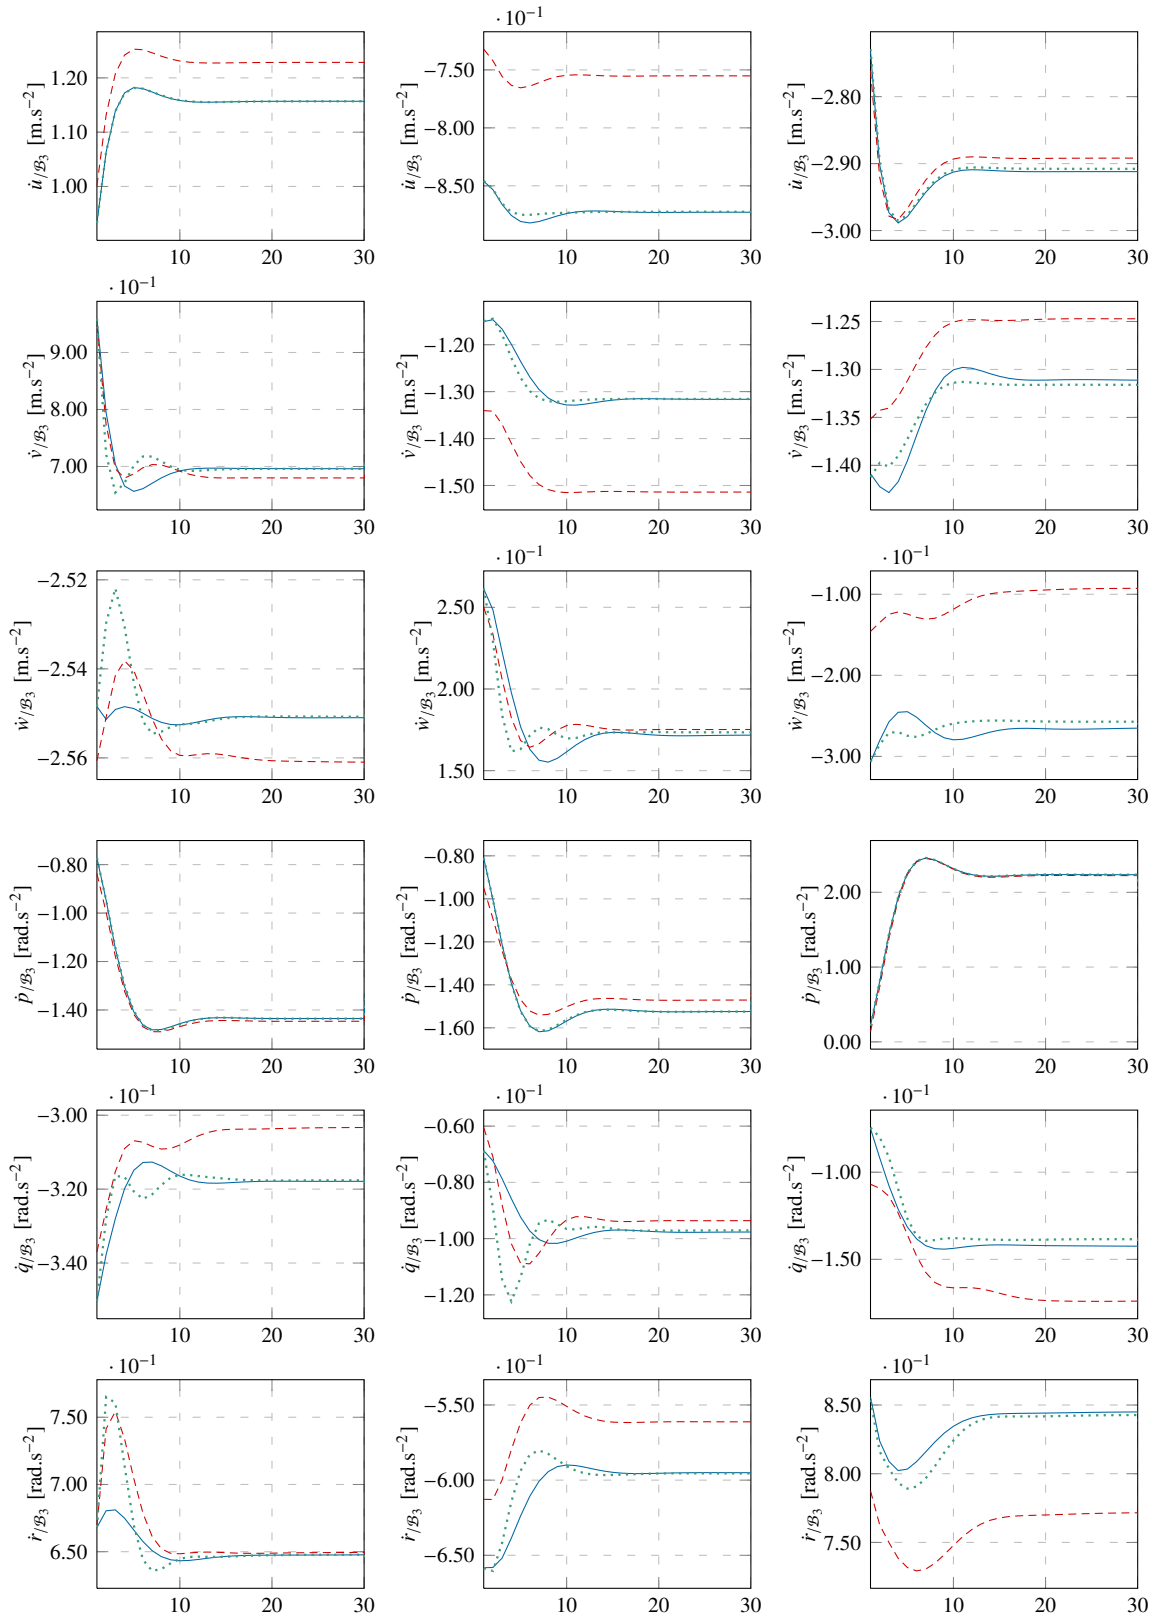 · 10⁻¹
1.20
1.10
1.00
u̇/ℬ₃ [m.s⁻²]
10 20 30
−7.50
−8.00
−8.50
u̇/ℬ₃ [m.s⁻²]
10 20 30
−2.80
−2.90
−3.00
u̇/ℬ₃ [m.s⁻²]
10 20 30
· 10⁻¹
9.00
8.00
7.00
v̇/ℬ₃ [m.s⁻²]
10 20 30
−1.20
−1.30
−1.40
−1.50
v̇/ℬ₃ [m.s⁻²]
10 20 30
−1.25
−1.30
−1.35
−1.40
v̇/ℬ₃ [m.s⁻²]
10 20 30
−2.52
−2.54
−2.56
ẇ/ℬ₃ [m.s⁻²]
10 20 30
· 10⁻¹
2.50
2.00
1.50
ẇ/ℬ₃ [m.s⁻²]
10 20 30
−1.00
−2.00
−3.00
ẇ/ℬ₃ [m.s⁻²]
10 20 30
−0.80
−1.00
−1.20
−1.40
ṗ/ℬ₃ [rad.s⁻²]
10 20 30
−0.80
−1.00
−1.20
−1.40
−1.60
ṗ/ℬ₃ [rad.s⁻²]
10 20 30
2.00
1.00
0.00
ṗ/ℬ₃ [rad.s⁻²]
10 20 30
· 10⁻¹
−3.00
−3.20
−3.40
q̇/ℬ₃ [rad.s⁻²]
10 20 30
· 10⁻¹
−0.60
−0.80
−1.00
−1.20
q̇/ℬ₃ [rad.s⁻²]
10 20 30
· 10⁻¹
−1.00
−1.50
q̇/ℬ₃ [rad.s⁻²]
10 20 30
· 10⁻¹
7.50
7.00
6.50
ṙ/ℬ₃ [rad.s⁻²]
10 20 30
· 10⁻¹
−5.50
−6.00
−6.50
ṙ/ℬ₃ [rad.s⁻²]
10 20 30
· 10⁻¹
8.50
8.00
7.50
ṙ/ℬ₃ [rad.s⁻²]
10 20 30